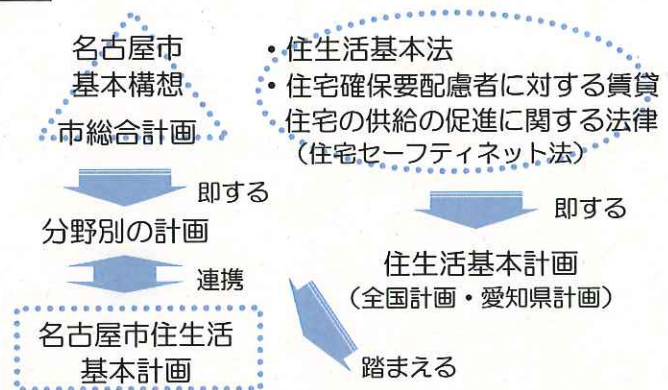 名古屋市
基本構想
市総合計画
即する
分野別の計画
連携
名古屋市住生活
基本計画
・住生活基本法
・住宅確保要配慮者に対する賃貸
住宅の供給の促進に関する法律
（住宅セーフティネット法）
即する
住生活基本計画
（全国計画・愛知県計画）
踏まえる